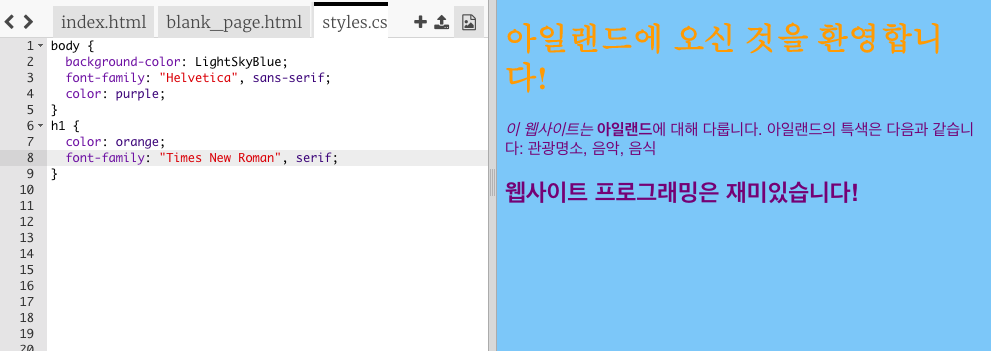 index.html
blank_page.html
styles.cs
1 body {
2 background-color: LightSkyBlue;
3 font-family: "Helvetica", sans-serif;
4 color: purple;
5 }
6 h1 {
7 color: orange;
8 font-family: "Times New Roman", serif;
9 }
10
11
12
13
14
15
16
17
18
19
20
아일랜드에 오신 것을 환영합니
다!
이 웹사이트는 아일랜드에 대해 다룹니다. 아일랜드의 특색은 다음과 같습니
다: 관광명소, 음악, 음식
웹사이트 프로그래밍은 재미있습니다!